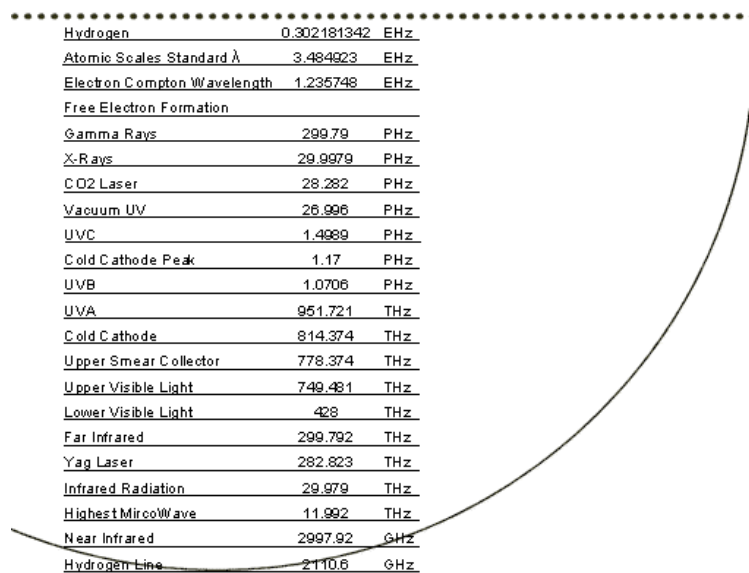 Hydrogen 0.302181342 EHz
Atomic Scales Standard λ 3.484923 EHz
Electron Compton Wavelength 1.235748 EHz
Free Electron Formation
Gamma Rays 299.79 PHz
X-Rays 29.9979 PHz
CO2 Laser 28.282 PHz
Vacuum UV 26.996 PHz
UVC 1.4989 PHz
Cold Cathode Peak 1.17 PHz
UVB 1.0706 PHz
UVA 951.721 THz
Cold Cathode 814.374 THz
Upper Smear Collector 778.374 THz
Upper Visible Light 749.481 THz
Lower Visible Light 428 THz
Far Infrared 299.792 THz
Yag Laser 282.823 THz
Infrared Radiation 29.979 THz
Highest MircoWave 11.992 THz
Near Infrared 2997.92 GHz
Hydrogen Line 2110.6 GHz